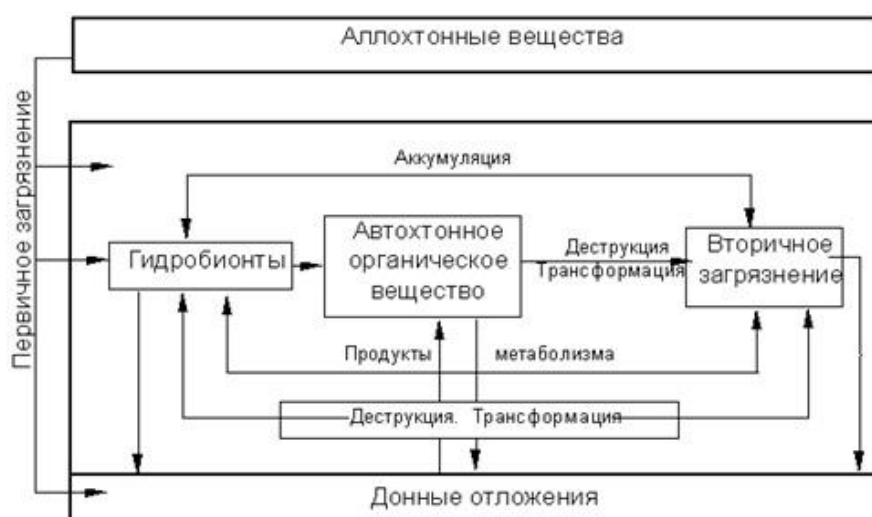 Аллохтонные вещества
Первичное загрязнение
Аккумуляция
Гидробионты
Автохтонное
органическое
вещество
Деструкция
Трансформация
Вторичное
загрязнение
Продукты метаболизма
Деструкция. Трансформация
Донные отложения